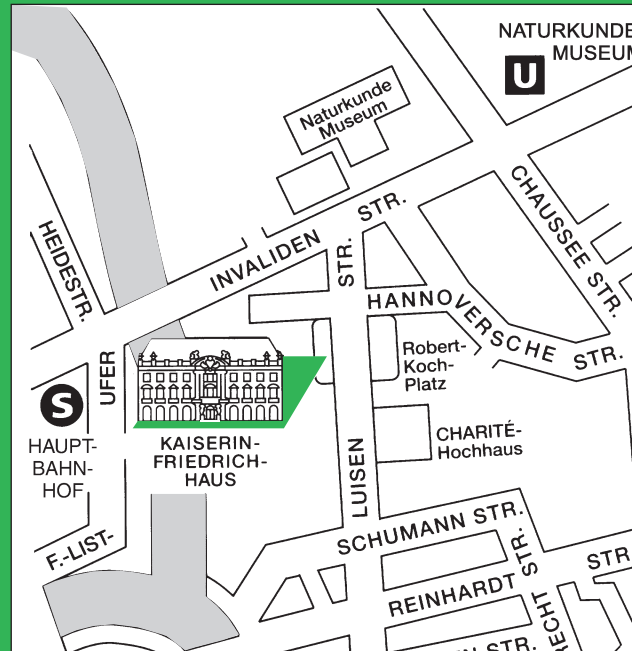 NATURKUNDE
MUSEUM
U
Naturkunde
Museum
CHAUSSEE STR.
INVALIDEN STR.
HEIDESTR.
LUISEN STR.
HANNOVERSCHE STR.
Robert-
Koch-
Platz
UFER
S
HAUPT-
BAHN-
HOF
KAISERIN-
FRIEDRICH-
HAUS
CHARITÉ-
Hochhaus
SCHUMANN STR.
F.-LIST-
REINHARDT STR.
STR.
ECHT
N STR.